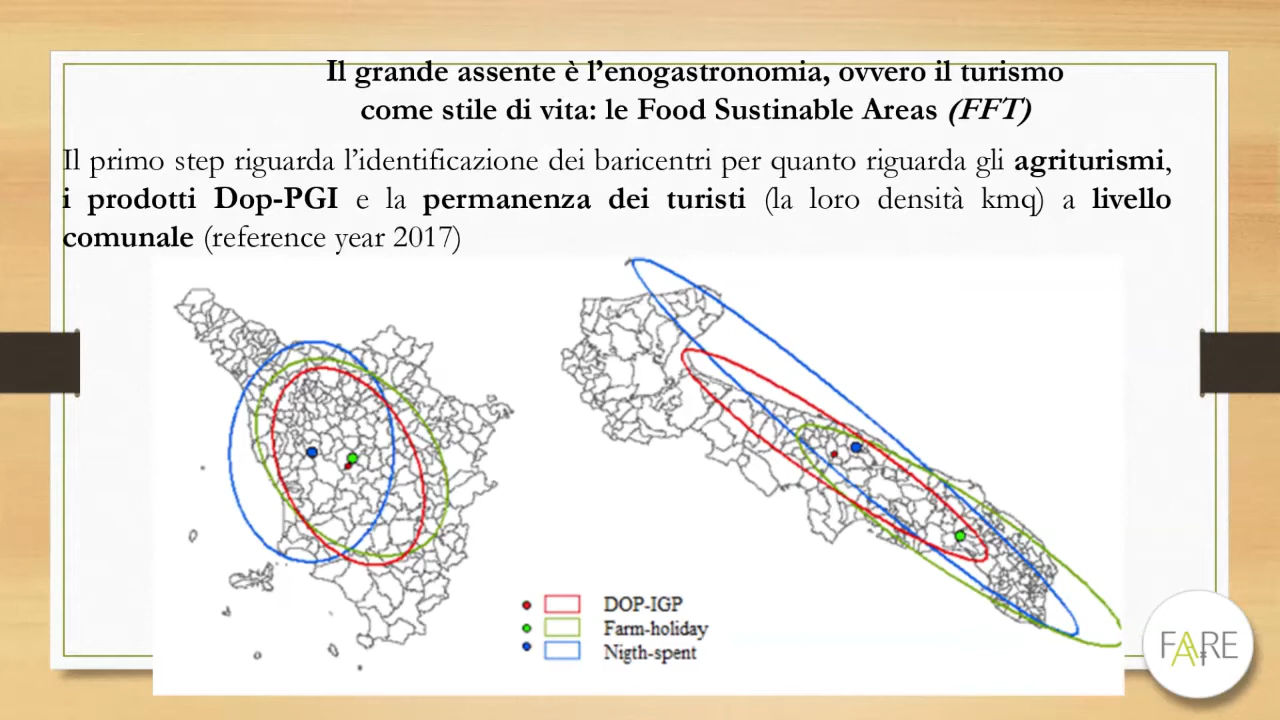 Il grande assente è l’enogastronomia, ovvero il turismo
come stile di vita: le Food Sustinable Areas (FFT)
Il primo step riguarda l’identificazione dei baricentri per quanto riguarda gli agriturismi,
i prodotti Dop-PGI e la permanenza dei turisti (la loro densità kmq) a livello
comunale (reference year 2017)
DOP-IGP
Farm-holiday
Nigth-spent
FARE